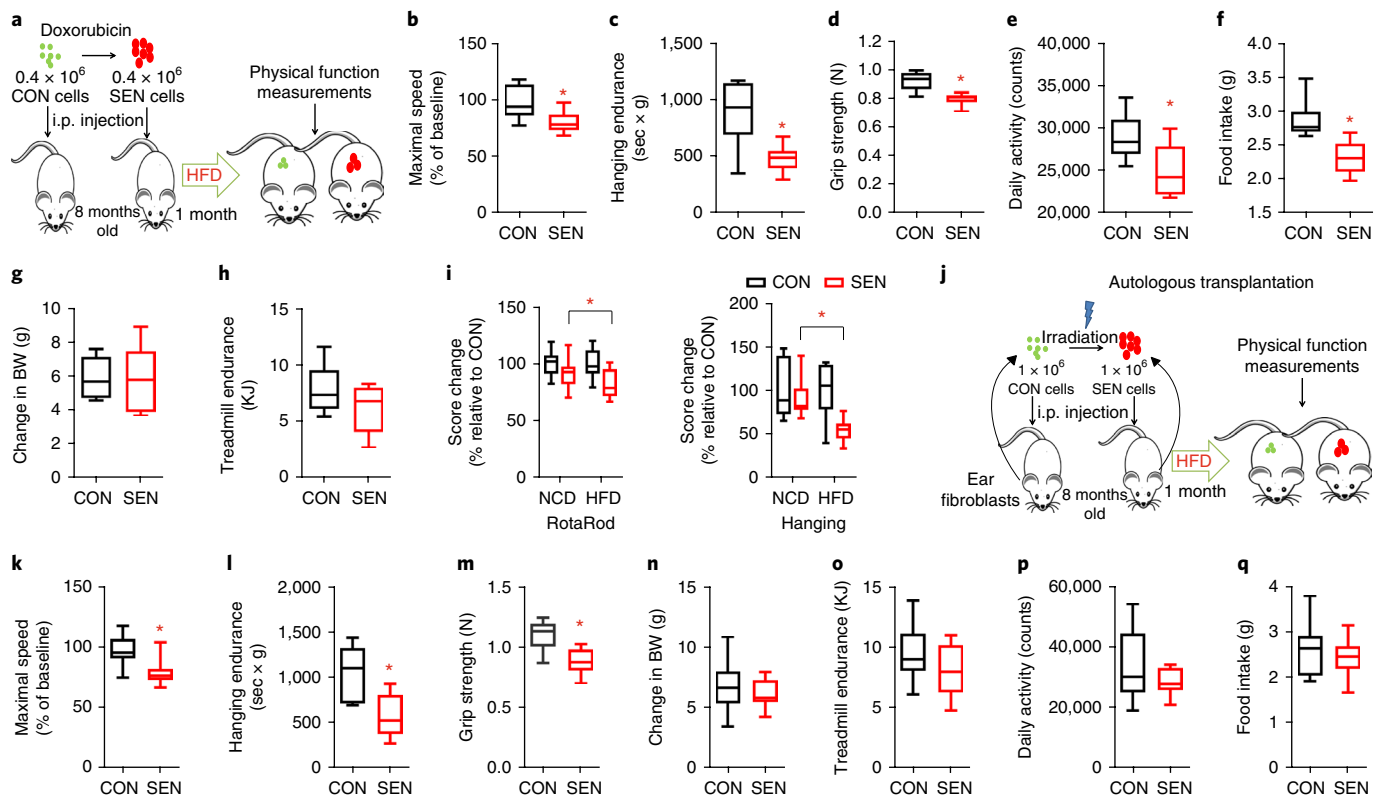 a
Doxorubicin
0.4 × 10⁶
CON cells
0.4 × 10⁶
SEN cells
i.p. injection
Physical function
measurements
HFD
8 months
old
1 month
b
Maximal speed
(% of baseline)
150
100
50
0
*
CON SEN
c
Hanging endurance
(sec × g)
1,500
1,000
500
0
*
CON SEN
d
Grip strength (N)
1.2
1.0
0.8
0.6
0.4
0.2
0.0
*
CON SEN
e
Daily activity (counts)
40,000
35,000
30,000
25,000
20,000
*
CON SEN
f
Food intake (g)
4.0
3.5
3.0
2.5
2.0
1.5
*
CON SEN
g
Change in BW (g)
10
8
6
4
2
0
CON SEN
h
Treadmill endurance
(KJ)
15
10
5
0
CON SEN
i
CON SEN
Score change
(% relative to CON)
150
100
50
0
*
NCD HFD
RotaRod
Score change
(% relative to CON)
200
150
100
50
0
*
NCD HFD
Hanging
j
Autologous transplantation
Irradiation
1 × 10⁶
CON cells
1 × 10⁶
SEN cells
i.p. injection
Physical function
measurements
HFD
Ear
fibroblasts
8 months
old
1 month
k
Maximal speed
(% of baseline)
150
100
50
0
*
CON SEN
l
Hanging endurance
(sec × g)
2,000
1,500
1,000
500
0
*
CON SEN
m
Grip strength (N)
1.5
1.0
0.5
0.0
*
CON SEN
n
Change in BW (g)
15
10
5
0
CON SEN
o
Treadmill endurance (KJ)
15
10
5
0
CON SEN
p
Daily activity (counts)
60,000
40,000
20,000
0
CON SEN
q
Food intake (g)
4
3
2
1
0
CON SEN